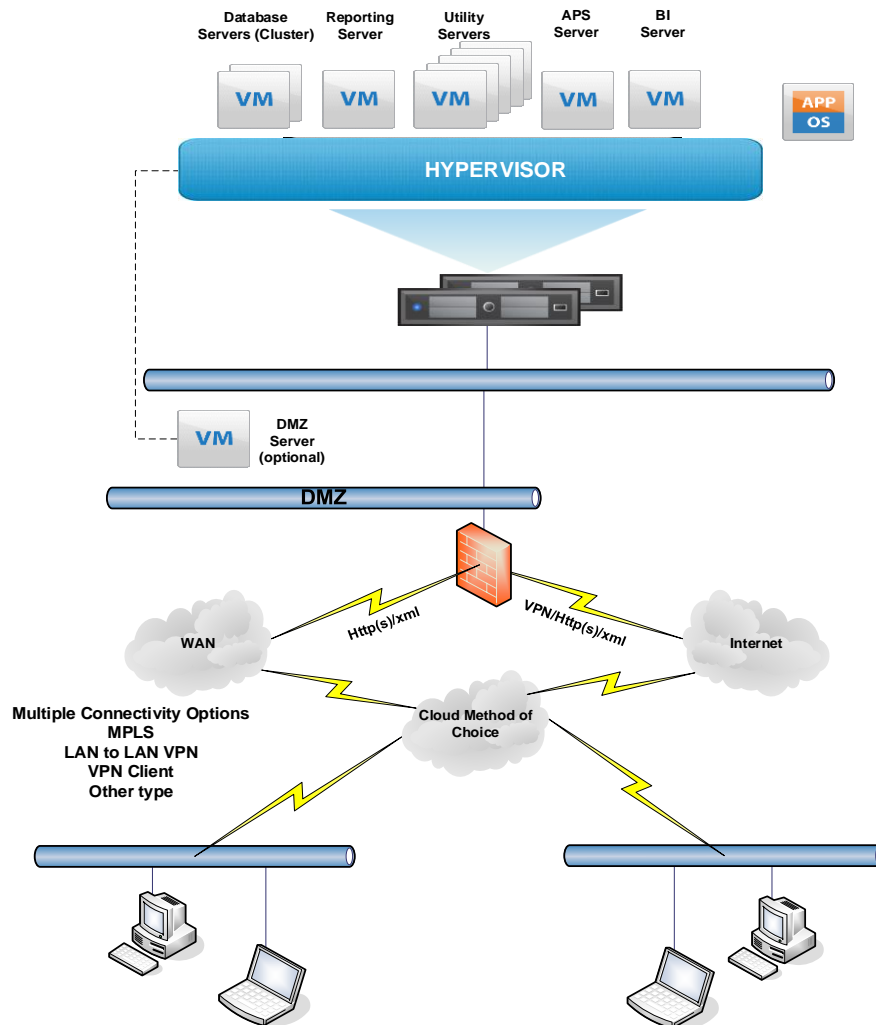 Database
Servers (Cluster)
Reporting
Server
Utility
Servers
APS
Server
BI
Server
VM
VM
VM
VM
VM
APP
OS
HYPERVISOR
VM
DMZ
Server
(optional)
DMZ
Http(s)/xml
VPN/Http(s)/xml
WAN
Internet
Cloud Method of
Choice
Multiple Connectivity Options
MPLS
LAN to LAN VPN
VPN Client
Other type